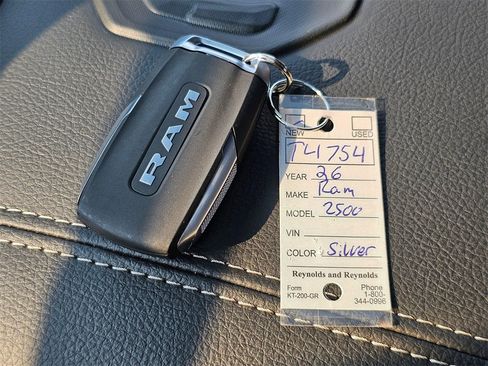 RAM
NEW USED
T41754
YEAR 26
MAKE Ram
MODEL 2500
VIN
COLOR Silver
Reynolds and Reynolds
Form Phone
KT-200-GR 1-800-
344-0996